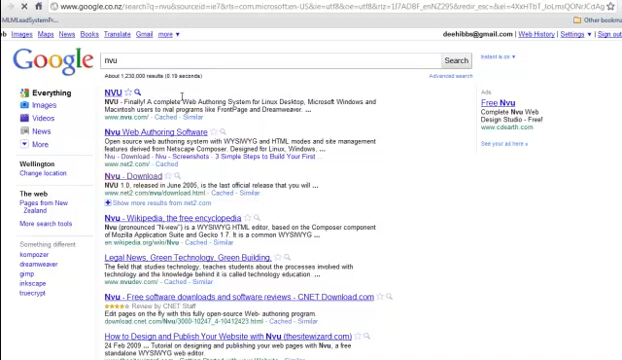 www.google.co.nz/search?q=nvu&sourceid=ie7&rls=com.microsoft:en-US&ie=utf8&oe=utf8&rlz=1I7ADBF_enNZ295&redir_esc=&ei=
MLMLeadSystemPr... Other bookmar
Images Maps News Books Translate Gmail more ▾ deehibbs@gmail.com | Web History | Settings ▾ | Sign out
Google nvu Search Instant is on ▾
About 1,230,000 results (0.19 seconds) Advanced search
Everything
Images
Videos
News
More
Wellington
Change location
The web
Pages from New Zealand
More search tools
Something different
kompozer
dreamweaver
gimp
inkscape
truecrypt
NVU
NVU - Finally! A complete Web Authoring System for Linux Desktop, Microsoft Windows and
Macintosh users to rival programs like FrontPage and Dreamweaver.
www.nvu.com/ - Cached - Similar
Nvu Web Authoring Software
Open source web authoring system with WYSIWYG and HTML modes and site management
features derived from Netscape Composer. Designed for Linux, Windows, ...
Nvu - Download - Nvu - Screenshots - 3 Simple Steps to Build Your First ...
www.net2.com/ - Cached
Nvu - Download
NVU 1.0, released in June 2005, is the last official release that you will ...
www.net2.com/nvu/download.html - Cached - Similar
Show more results from net2.com
Nvu - Wikipedia, the free encyclopedia
Nvu (pronounced "N-view") is a WYSIWYG HTML editor, based on the Composer component
of Mozilla Application Suite and Gecko 1.7. It is a common WYSIWYG ...
en.wikipedia.org/wiki/Nvu - Cached - Similar
Legal News, Green Technology, Green Building,
The field that studies technology, teaches students about the processes involved with
technology and the knowledge behind it is called technology education. ...
www.nvudev.com/ - Cached - Similar
Nvu - Free software downloads and software reviews - CNET Download.com
Review by CNET Staff
Edit pages on the fly with this fully open-source Web- authoring program.
download.cnet.com/Nvu/3000-10247_4-10412423.html - Cached - Similar
How to Design and Publish Your Website with Nvu (thesitewizard.com)
24 Feb 2009 ... Tutorial on designing and publishing your website with Nvu, a free
standalone WYSIWYG web editor.
Ads
Free Nvu
Complete Nvu Web
Design Studio - Free!
www.cdearth.com
See your ad here »